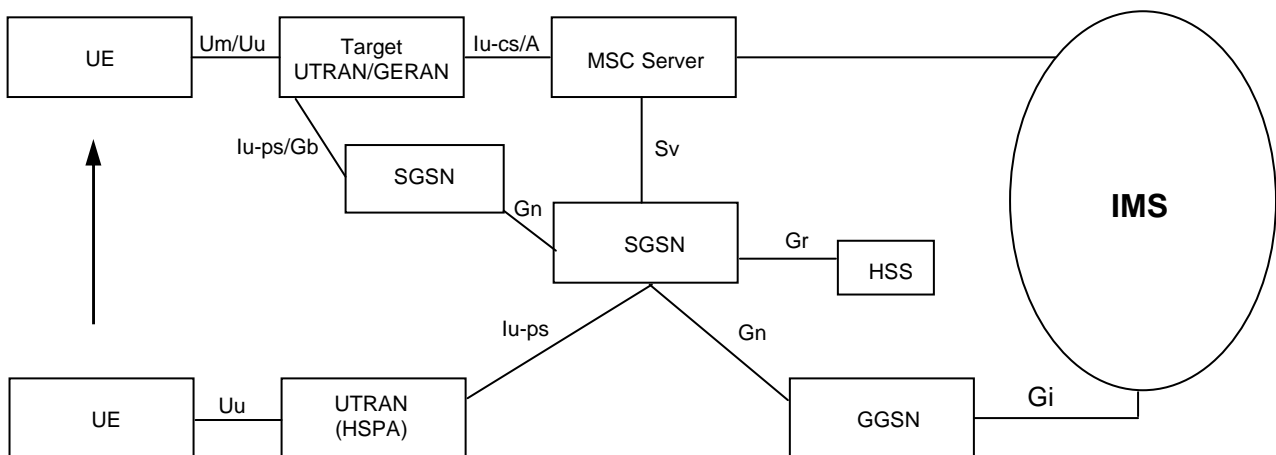 UE
Um/Uu
Target
UTRAN/GERAN
Iu-cs/A
MSC Server
Iu-ps/Gb
SGSN
Sv
Gn
SGSN
Gr
HSS
IMS
Iu-ps
Gn
UE
Uu
UTRAN
(HSPA)
GGSN
Gi